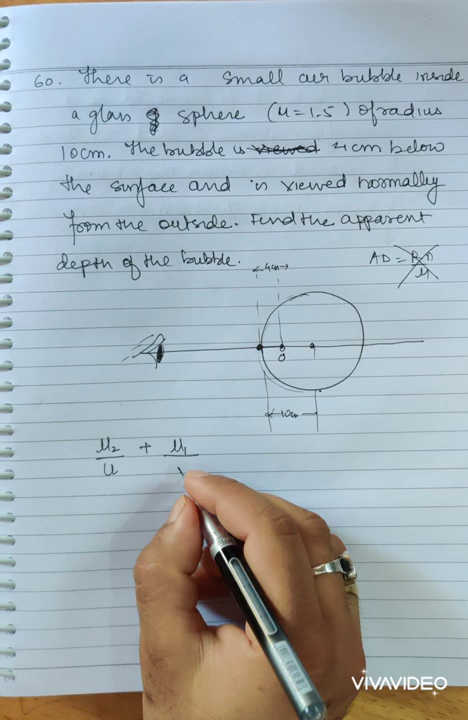 60. There is a small air bubble inside
a glass sphere (μ=1.5) of radius
10cm. The bubble is viewed 4cm below
the surface and is viewed normally
from the outside. Find the apparent
depth of the bubble.
←4cm→
AD = RD/μ
O
←10cm→
μ2/u + μ1/
VIVAVIDEO